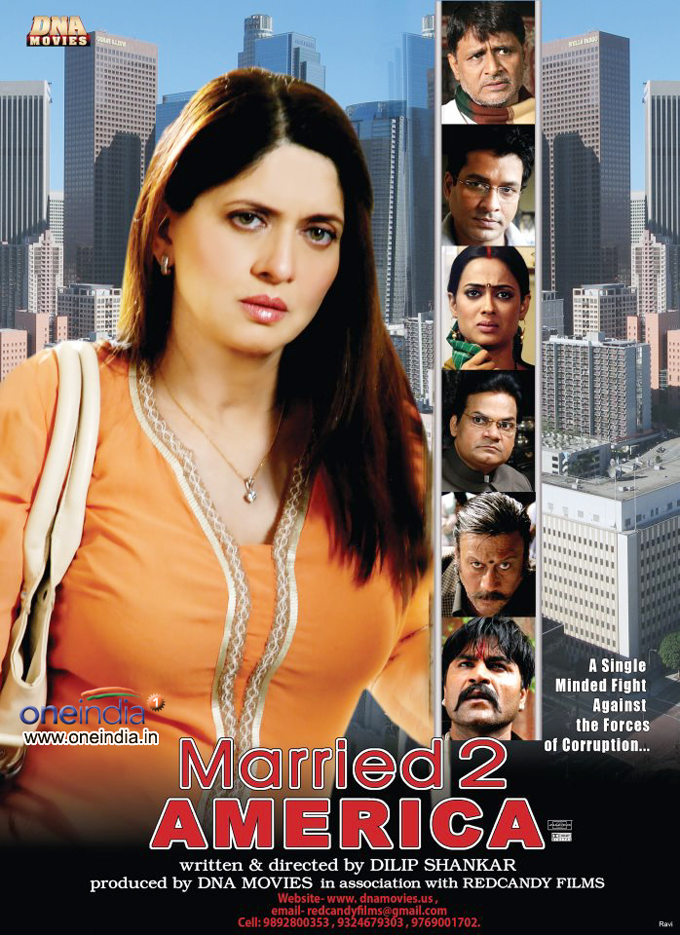 DNA
MOVIES
A Single
Minded Fight
Against
the Forces
of Corruption...
oneindia 1
www.oneindia.in
Married 2
AMERICA
written & directed by DILIP SHANKAR
produced by DNA MOVIES in association with REDCANDY FILMS
Website- www. dnamovies.us ,
email- redcandyfilms@gmail.com
Cell: 9892800353 , 9324679303 , 9769001702.
Ravi